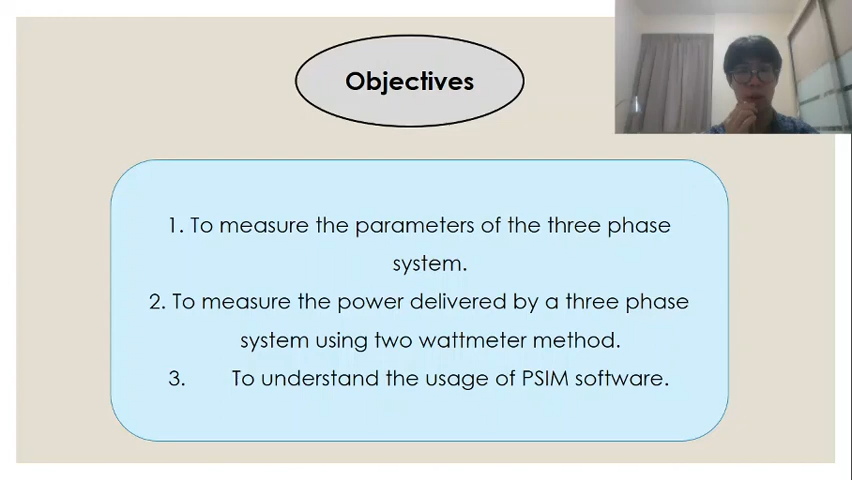 Objectives
1. To measure the parameters of the three phase
system.
2. To measure the power delivered by a three phase
system using two wattmeter method.
3. To understand the usage of PSIM software.